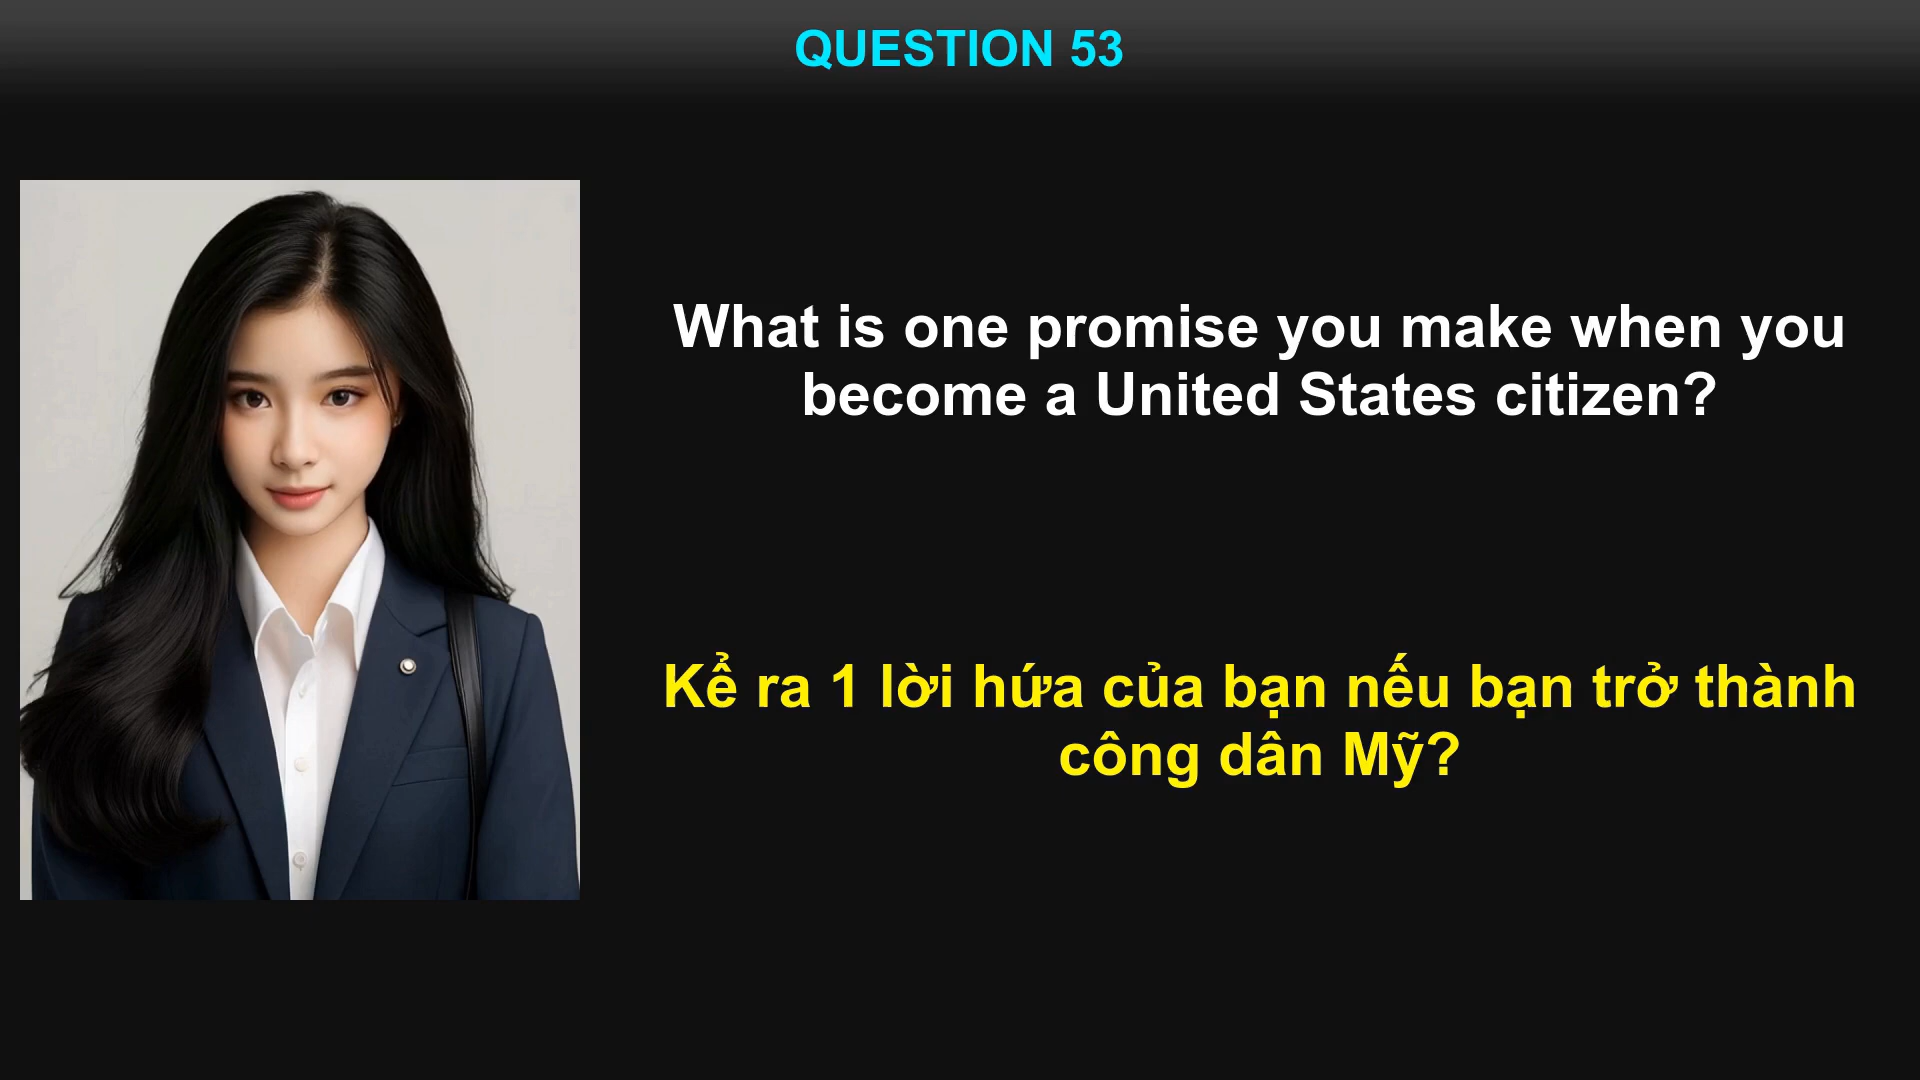 QUESTION 53
What is one promise you make when you
become a United States citizen?
Kể ra 1 lời hứa của bạn nếu bạn trở thành
công dân Mỹ?